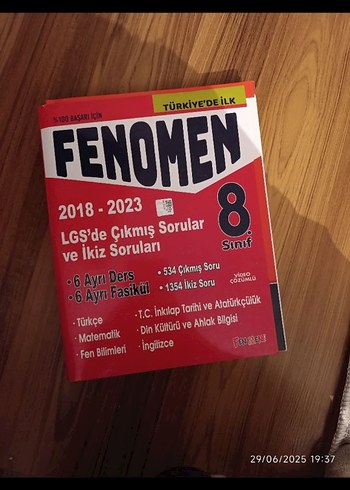 TÜRKİYE'DE İLK
%100 BAŞARI İÇİN
FENOMEN
2018 - 2023
8.
Sınıf
LGS'de Çıkmış Sorular
ve İkiz Soruları
• 6 Ayrı Ders
• 6 Ayrı Fasikül
• 534 Çıkmış Soru
• 1354 İkiz Soru
VİDEO
ÇÖZÜMLÜ
• Türkçe
• Matematik
• Fen Bilimleri
• T.C. İnkılap Tarihi ve Atatürkçülük
• Din Kültürü ve Ahlak Bilgisi
• İngilizce
29/06/2025 19:37